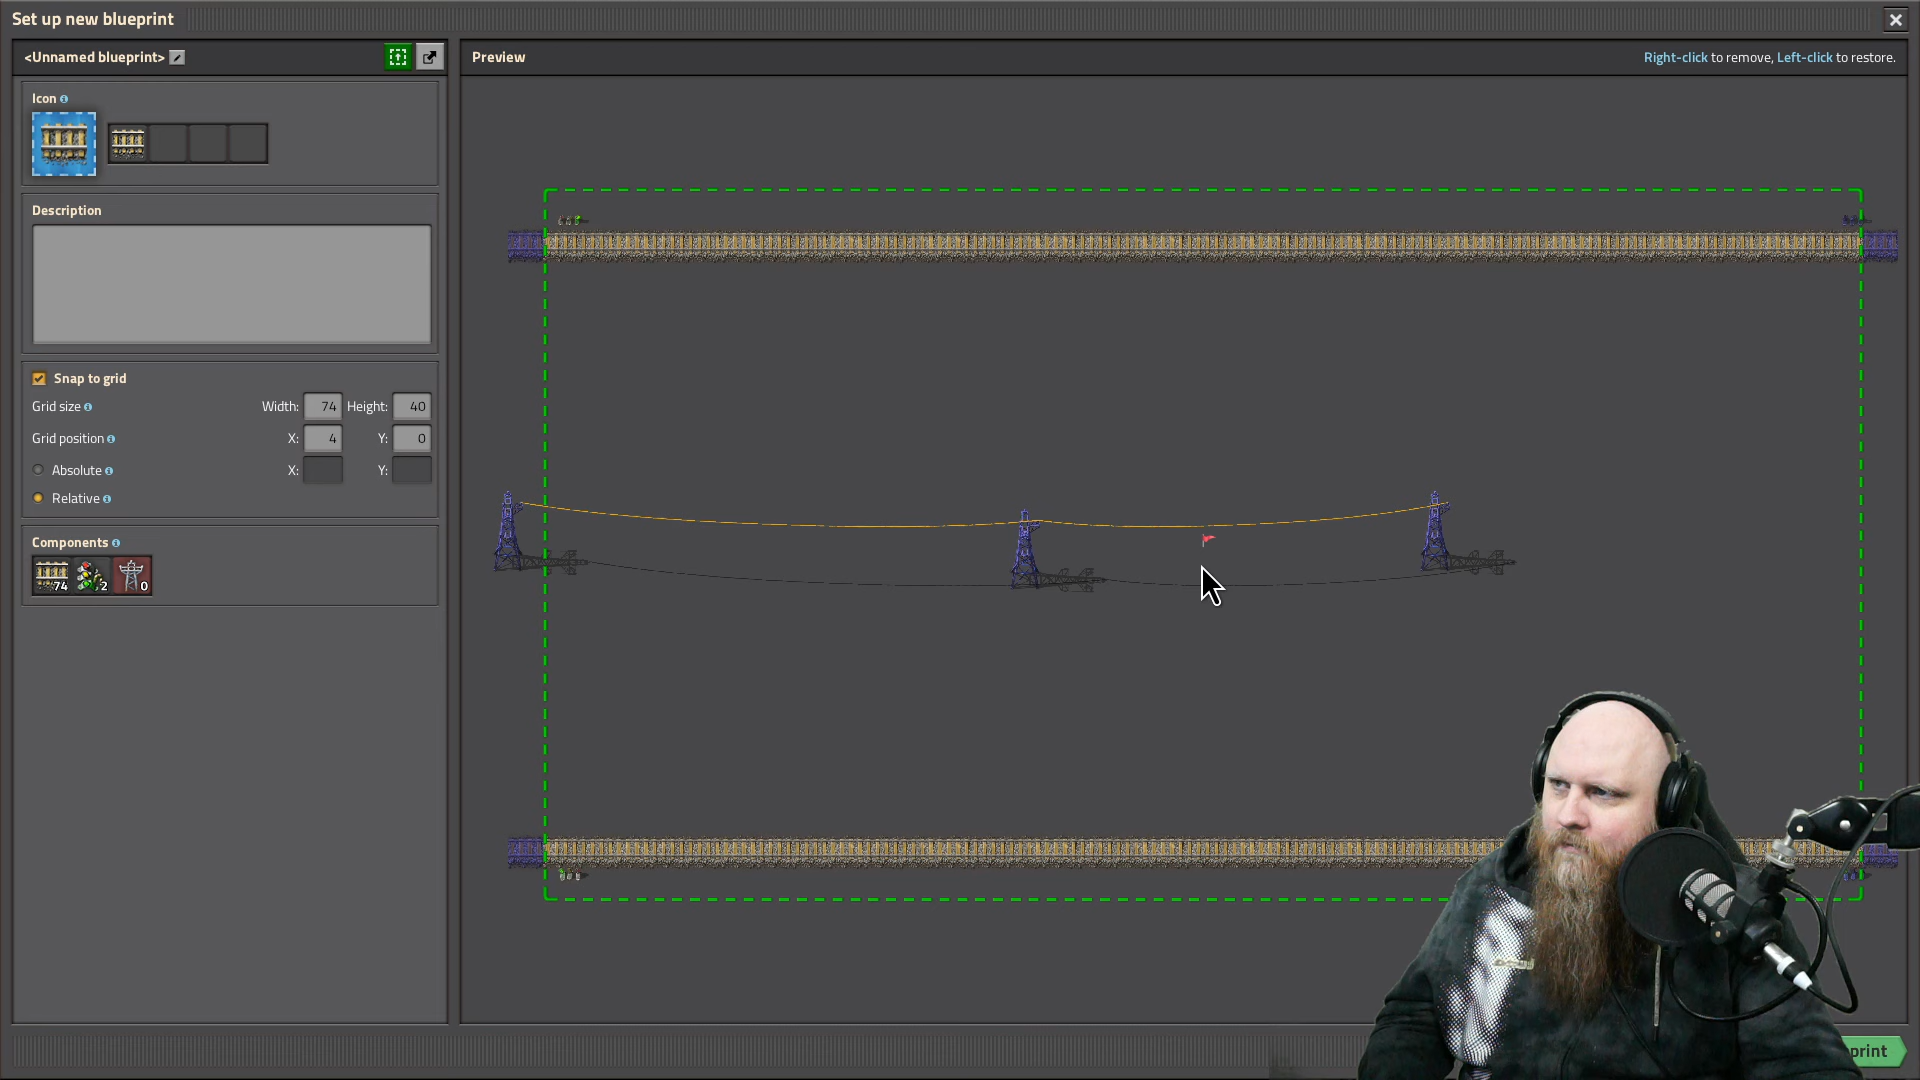 Set up new blueprint
<Unnamed blueprint>
Preview
Right-click to remove, Left-click to restore.
Icon
Description
Snap to grid
Grid size Width: 74 Height: 40
Grid position X: 4 Y: 0
Absolute X: Y:
Relative
Components
74 2 0
print